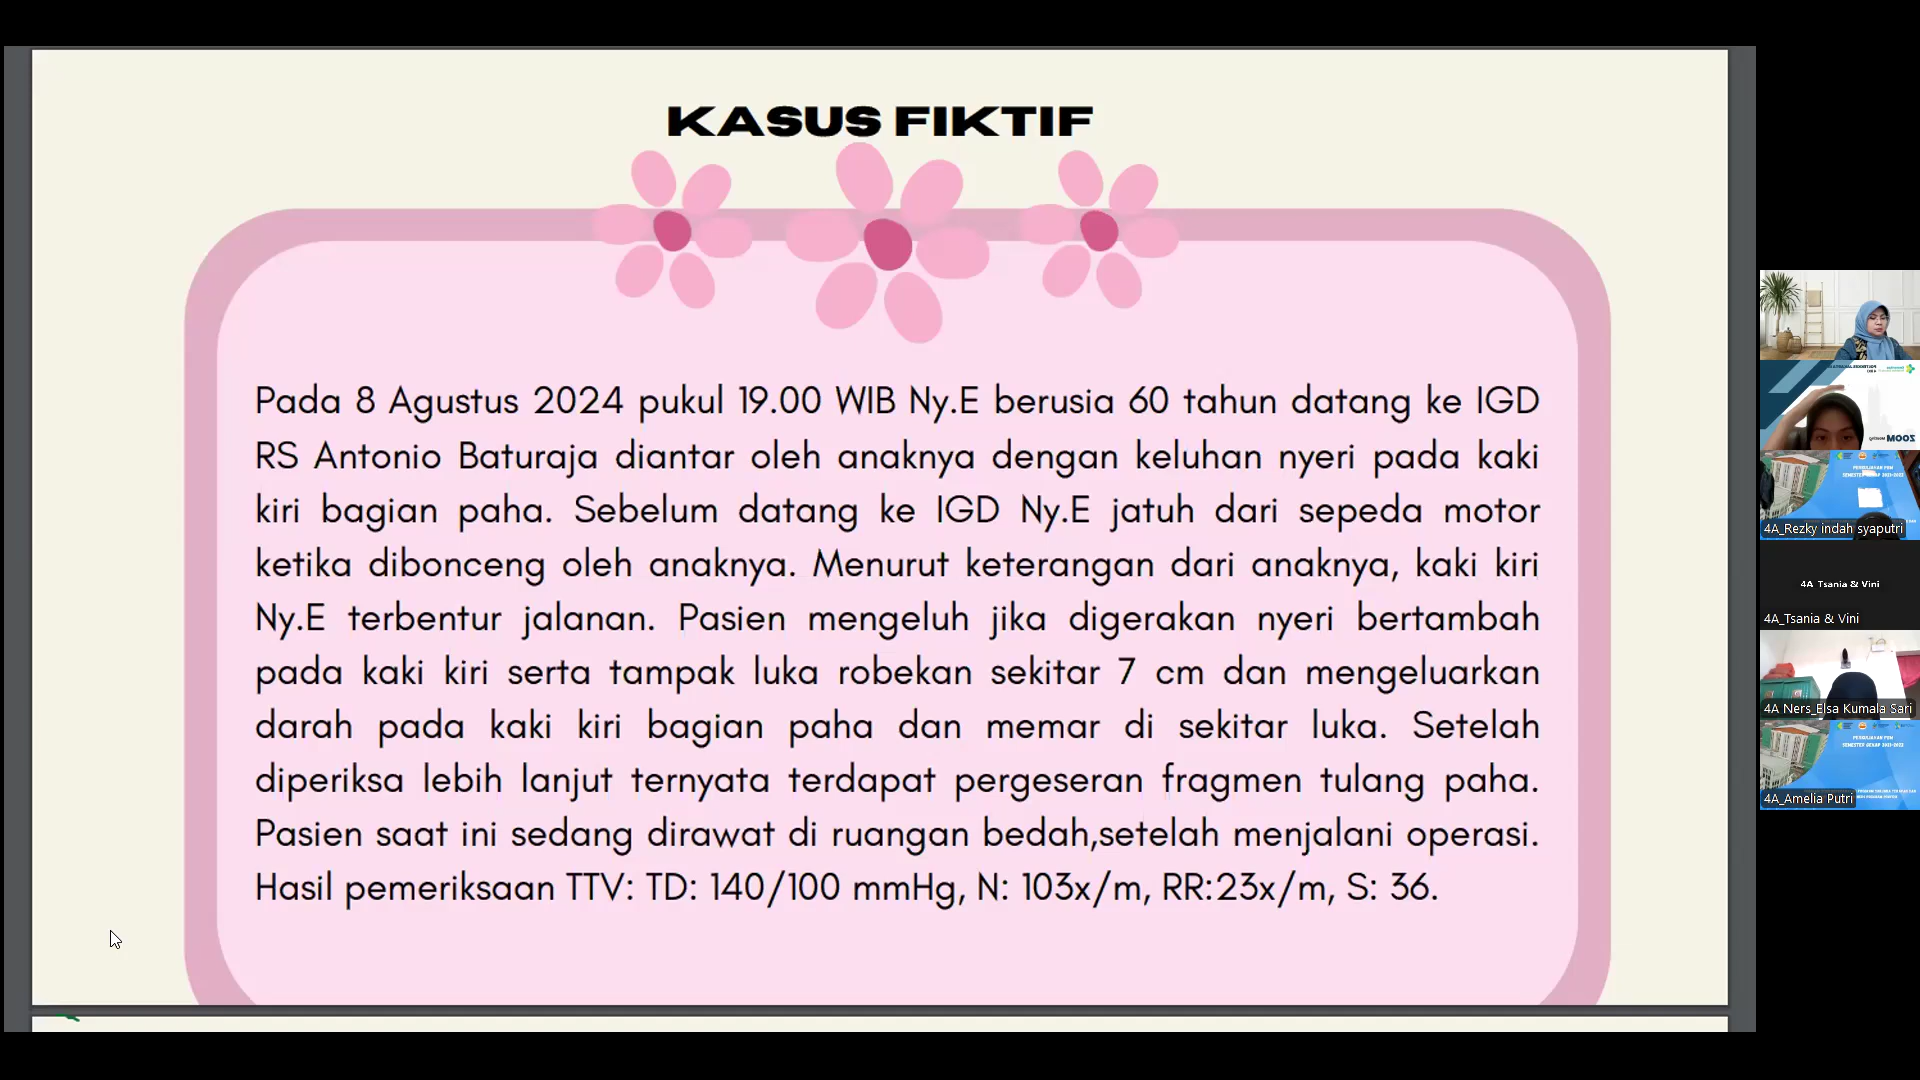 KASUS FIKTIF
Pada 8 Agustus 2024 pukul 19.00 WIB Ny.E berusia 60 tahun datang ke IGD
RS Antonio Baturaja diantar oleh anaknya dengan keluhan nyeri pada kaki
kiri bagian paha. Sebelum datang ke IGD Ny.E jatuh dari sepeda motor
ketika dibonceng oleh anaknya. Menurut keterangan dari anaknya, kaki kiri
Ny.E terbentur jalanan. Pasien mengeluh jika digerakan nyeri bertambah
pada kaki kiri serta tampak luka robekan sekitar 7 cm dan mengeluarkan
darah pada kaki kiri bagian paha dan memar di sekitar luka. Setelah
diperiksa lebih lanjut ternyata terdapat pergeseran fragmen tulang paha.
Pasien saat ini sedang dirawat di ruangan bedah,setelah menjalani operasi.
Hasil pemeriksaan TTV: TD: 140/100 mmHg, N: 103x/m, RR:23x/m, S: 36.
ZOOM
4A_Rezky indah syaputri
4A Tsania & Vini
4A_Tsania & Vini
4A Ners_Elsa Kumala Sari
4A_Amelia Putri